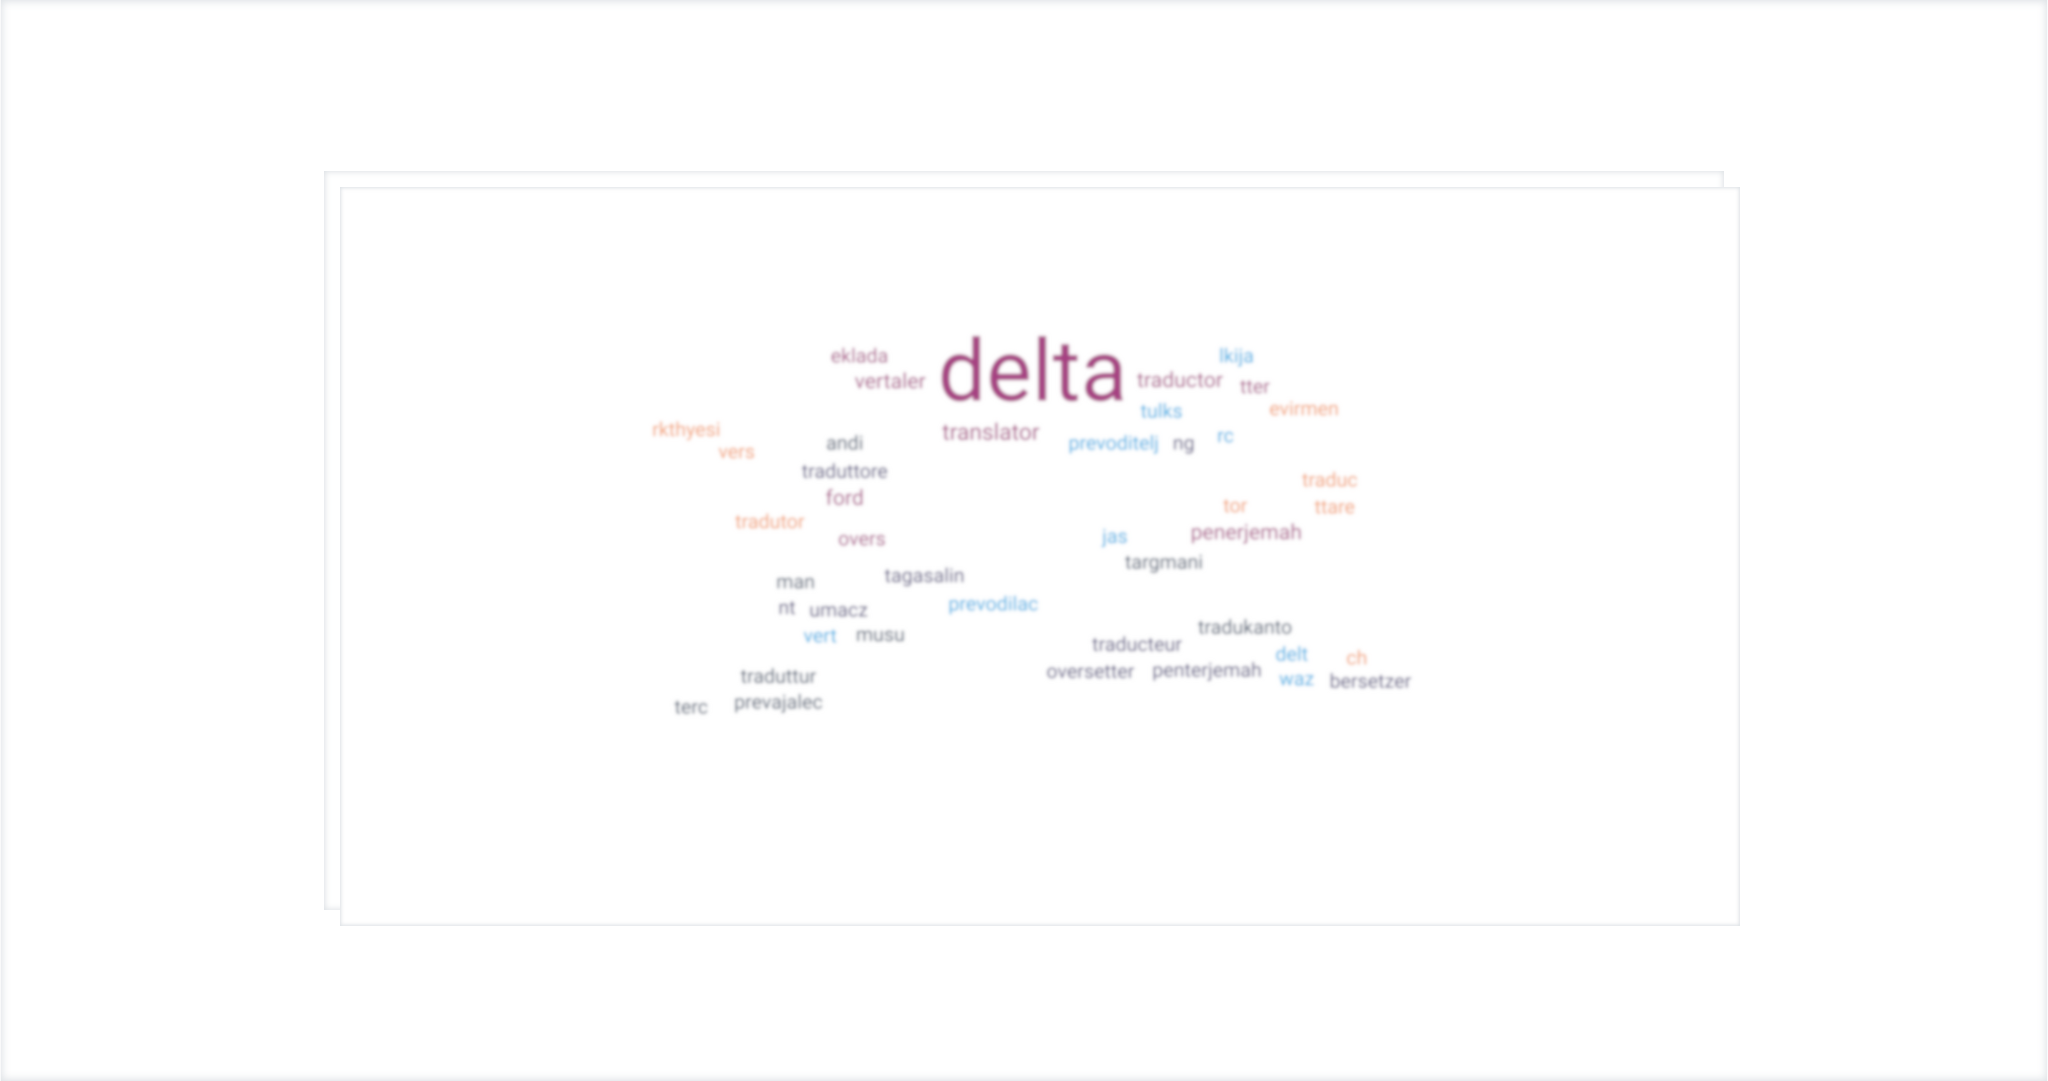 eklada
delta
lkija
vertaler
traductor
tter
tulks
evirmen
rkthyesi
translator
prevoditelj
ng
rc
vers
andi
traduttore
traduc
ford
tor
ttare
tradutor
overs
jas
penerjemah
targmani
man
tagasalin
nt
umacz
prevodilac
vert
musu
tradukanto
traducteur
delt
ch
traduttur
oversetter
penterjemah
waz
bersetzer
terc
prevajalec